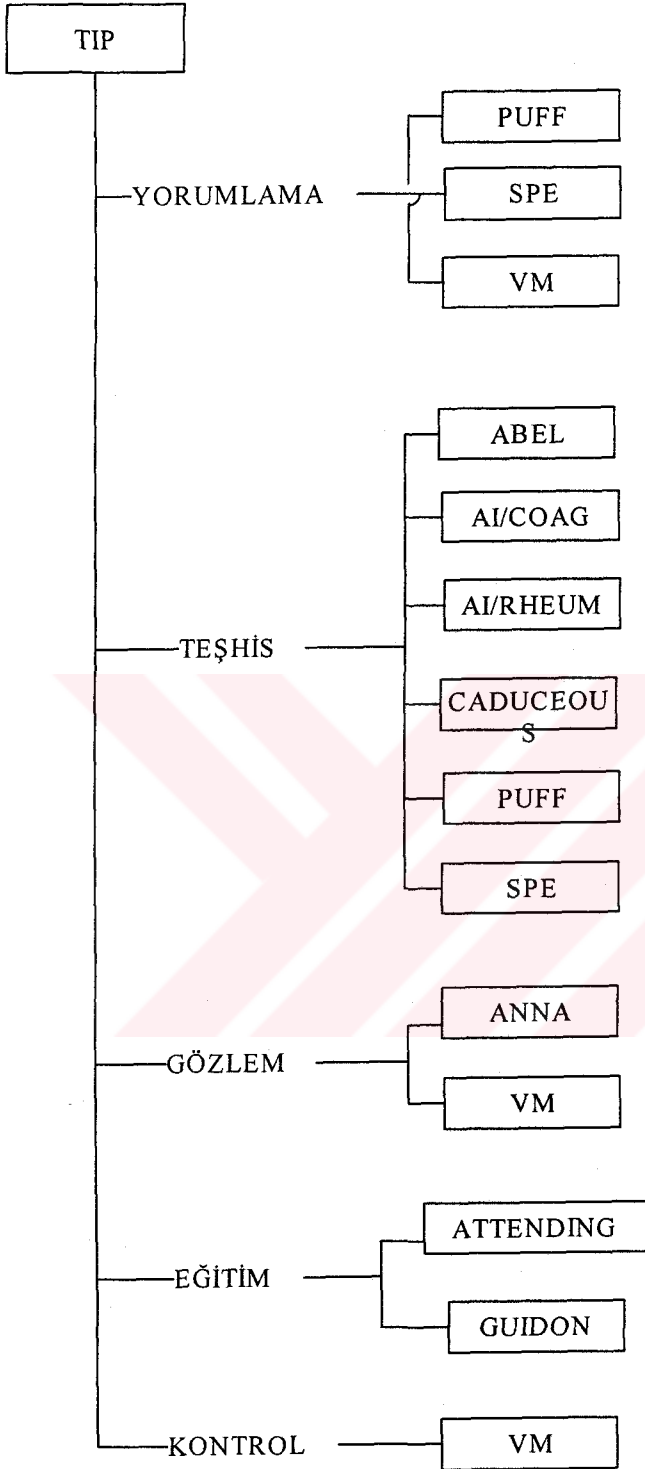 TIP
YORUMLAMA
PUFF
SPE
VM
TEŞHİS
ABEL
AI/COAG
AI/RHEUM
CADUCEOU
S
PUFF
SPE
GÖZLEM
ANNA
VM
EĞİTİM
ATTENDING
GUIDON
KONTROL
VM